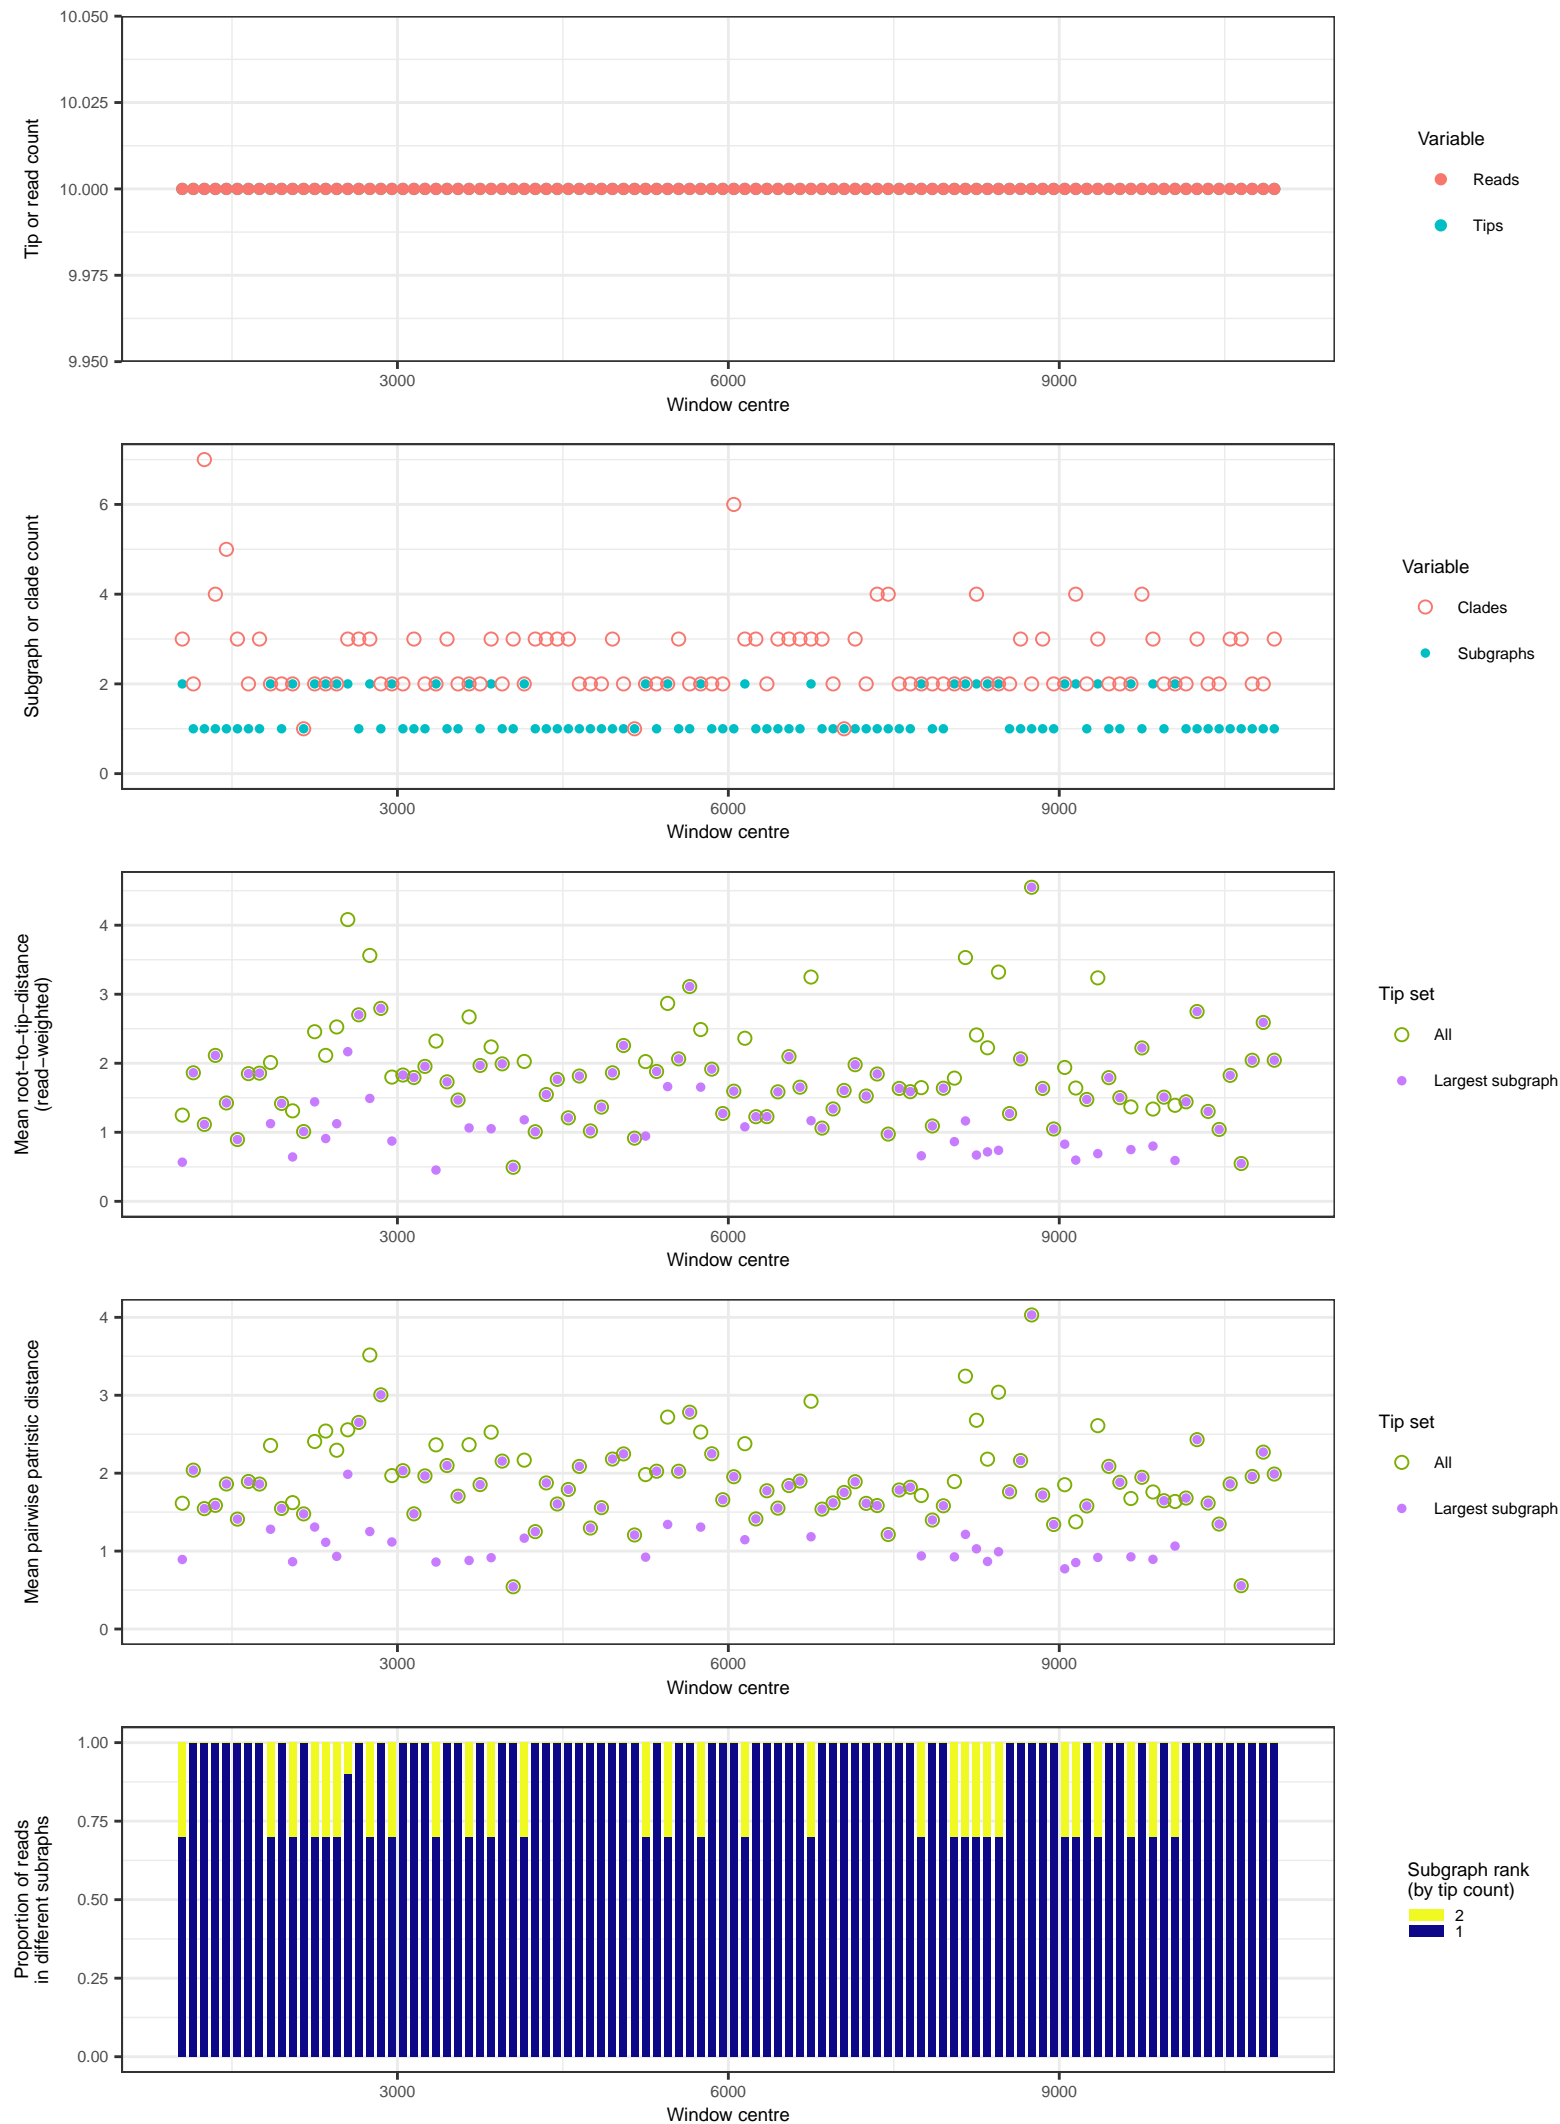 10.050
10.025
10.000
9.975
9.950
Tip or read count
3000
6000
9000
Window centre
Variable
Reads
Tips
6
4
2
0
Subgraph or clade count
3000
6000
9000
Window centre
Variable
Clades
Subgraphs
4
3
2
1
0
Mean root−to−tip−distance
(read−weighted)
3000
6000
9000
Window centre
Tip set
All
Largest subgraph
4
3
2
1
0
Mean pairwise patristic distance
3000
6000
9000
Window centre
Tip set
All
Largest subgraph
1.00
0.75
0.50
0.25
0.00
Proportion of reads
in different subraphs
3000
6000
9000
Window centre
Subgraph rank
(by tip count)
2
1